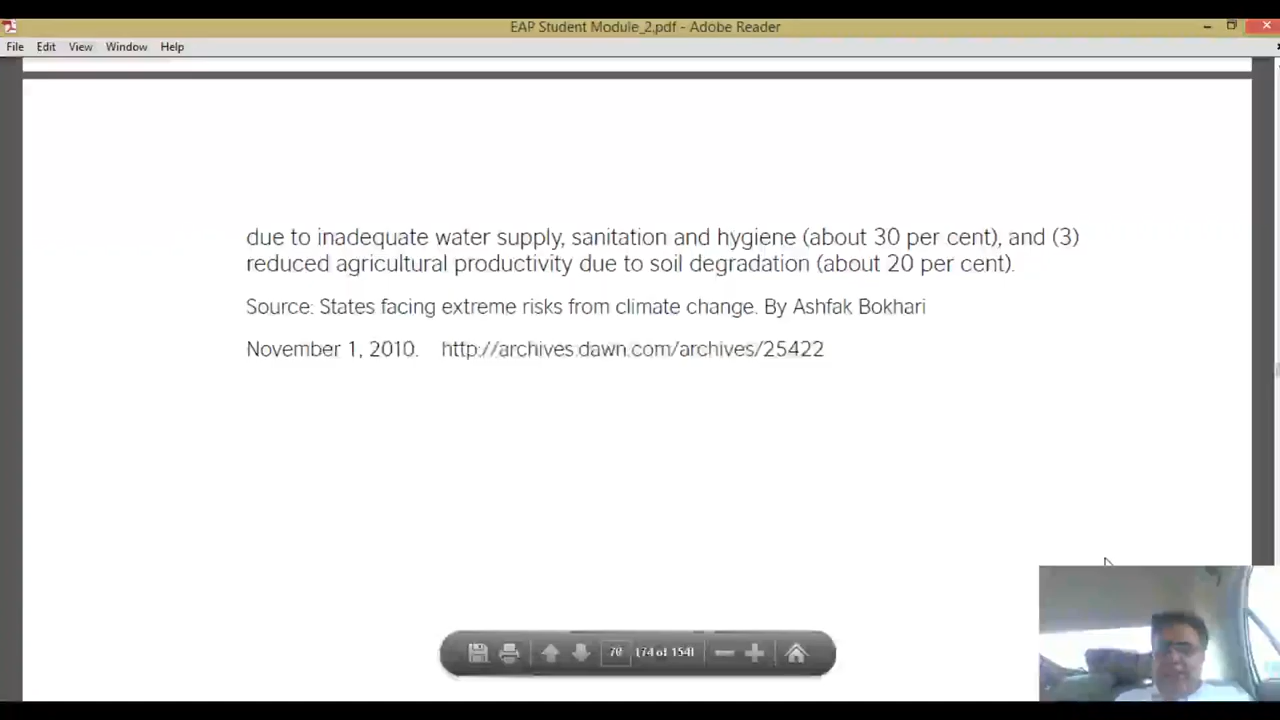 EAP Student Module_2.pdf - Adobe Reader
File Edit View Window Help
due to inadequate water supply, sanitation and hygiene (about 30 per cent), and (3)
reduced agricultural productivity due to soil degradation (about 20 per cent).
Source: States facing extreme risks from climate change. By Ashfak Bokhari
November 1, 2010. http://archives.dawn.com/archives/25422
70 (74 of 154)